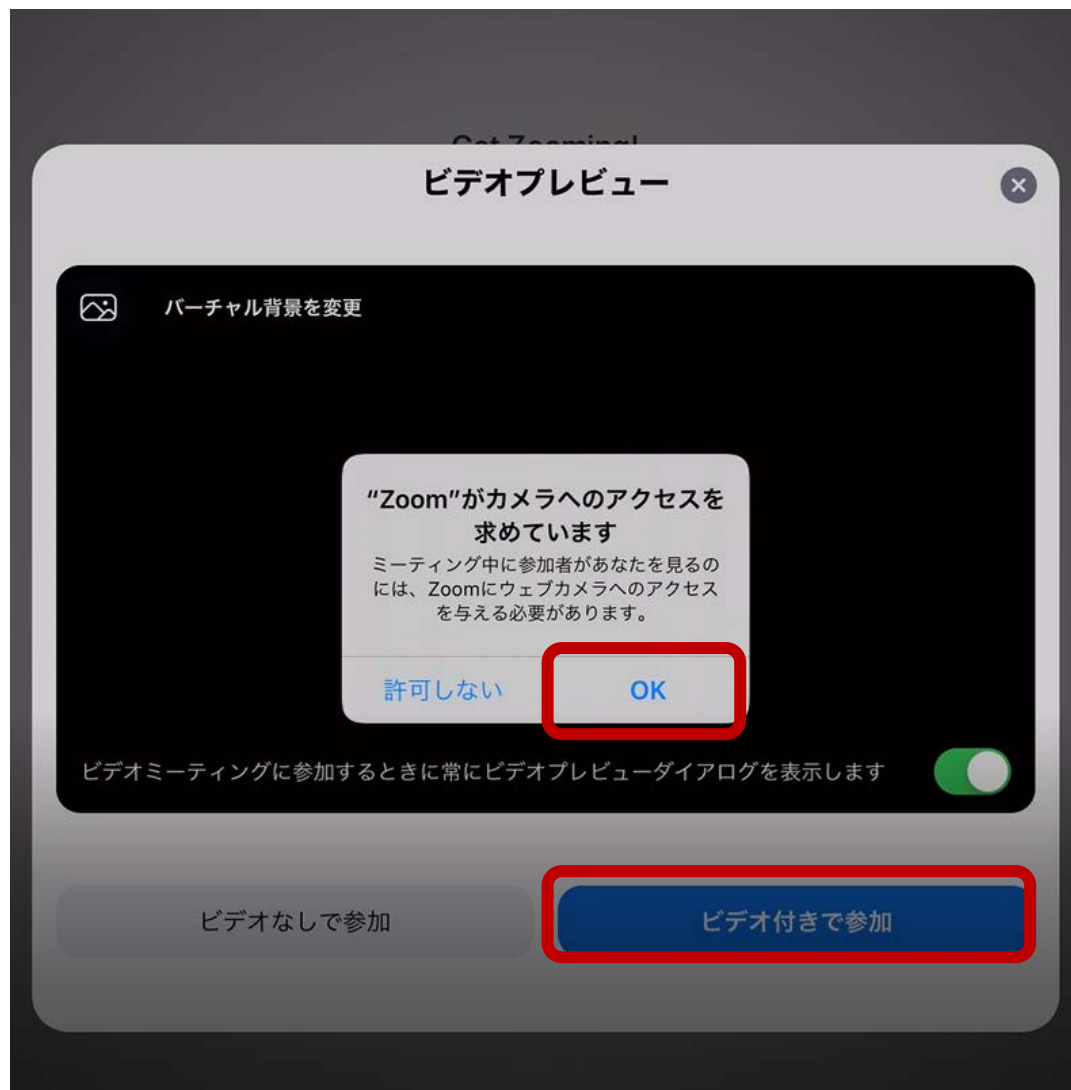 Get Zooming!
ビデオプレビュー
バーチャル背景を変更
“Zoom”がカメラへのアクセスを
求めています
ミーティング中に参加者があなたを見るの
には、Zoomにウェブカメラへのアクセス
を与える必要があります。
許可しない
OK
ビデオミーティングに参加するときに常にビデオプレビューダイアログを表示します
ビデオなしで参加
ビデオ付きで参加